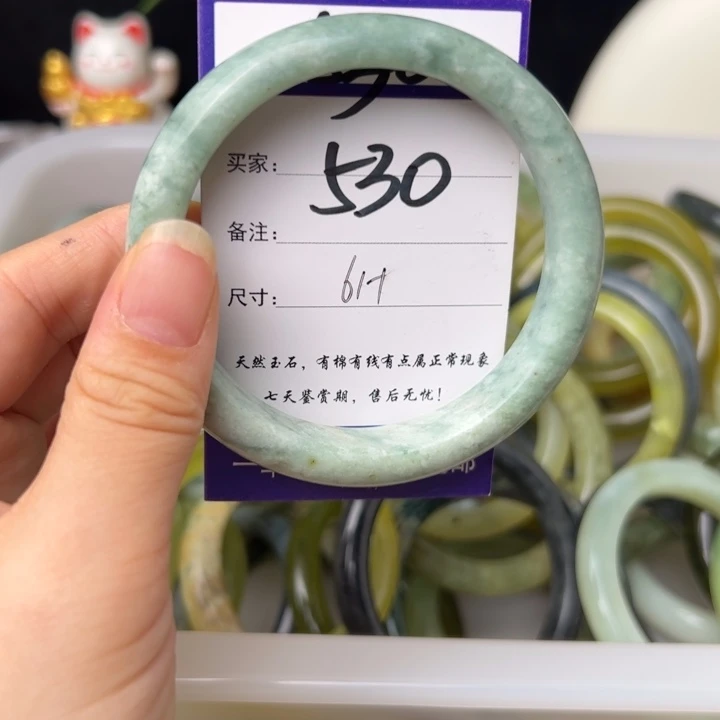 买家：530
备注：
尺寸：61+
天然玉石，有棉有线有点属正常现象
七天鉴赏期，售后无忧！